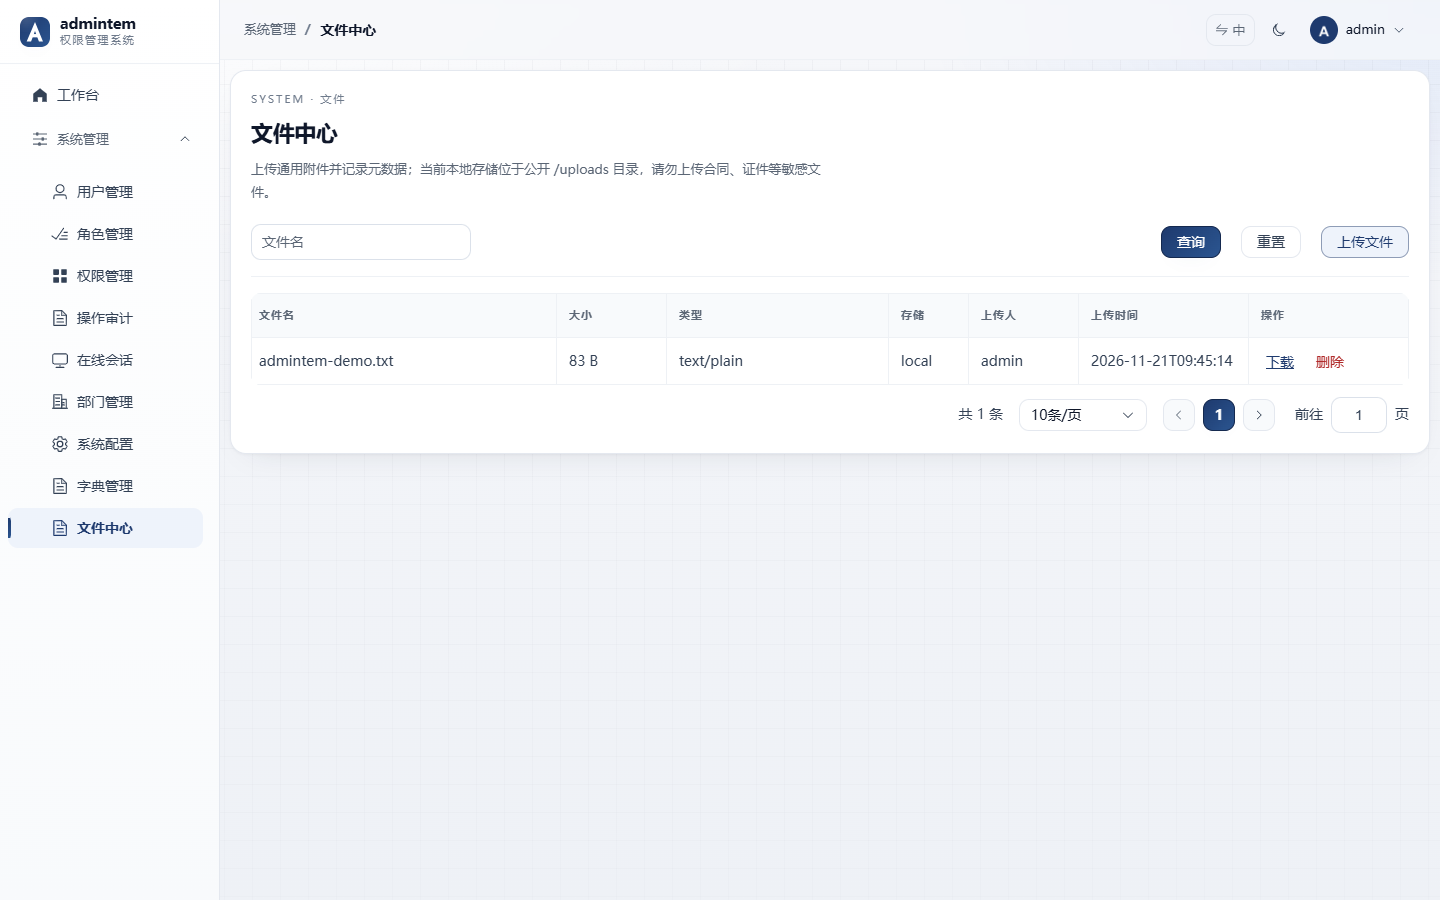 A
admintem
权限管理系统
系统管理 / 文件中心
中
A
admin
工作台
系统管理
用户管理
角色管理
权限管理
操作审计
在线会话
部门管理
系统配置
字典管理
文件中心
SYSTEM · 文件
文件中心
上传通用附件并记录元数据；当前本地存储位于公开 /uploads 目录，请勿上传合同、证件等敏感文
件。
文件名
查询
重置
上传文件
文件名 大小 类型 存储 上传人 上传时间 操作
admintem-demo.txt 83 B text/plain local admin 2026-11-21T09:45:14 下载 删除
共 1 条 10条/页 1 前往 1 页